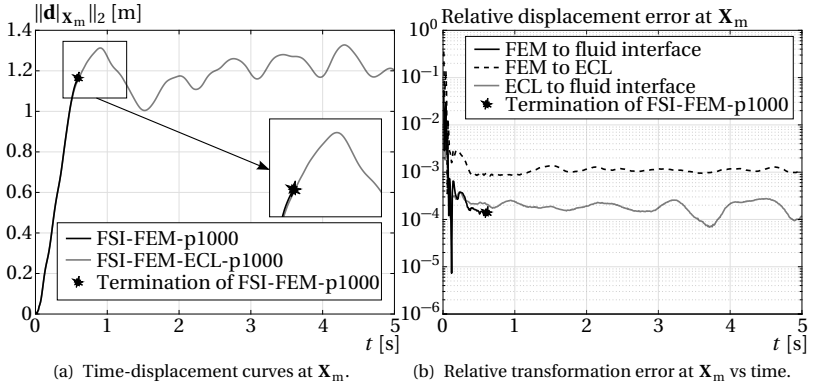 ||𝐝|𝐗ₘ||₂ [m]
1.4
1.2
1
0.8
0.6
0.4
0.2
0
0 1 2 3 4 5
t [s]
FSI-FEM-p1000
FSI-FEM-ECL-p1000
Termination of FSI-FEM-p1000
(a) Time-displacement curves at 𝐗ₘ.
Relative displacement error at 𝐗ₘ
10⁰
10⁻¹
10⁻²
10⁻³
10⁻⁴
10⁻⁵
10⁻⁶
0 1 2 3 4 5
t [s]
FEM to fluid interface
FEM to ECL
ECL to fluid interface
Termination of FSI-FEM-p1000
(b) Relative transformation error at 𝐗ₘ vs time.